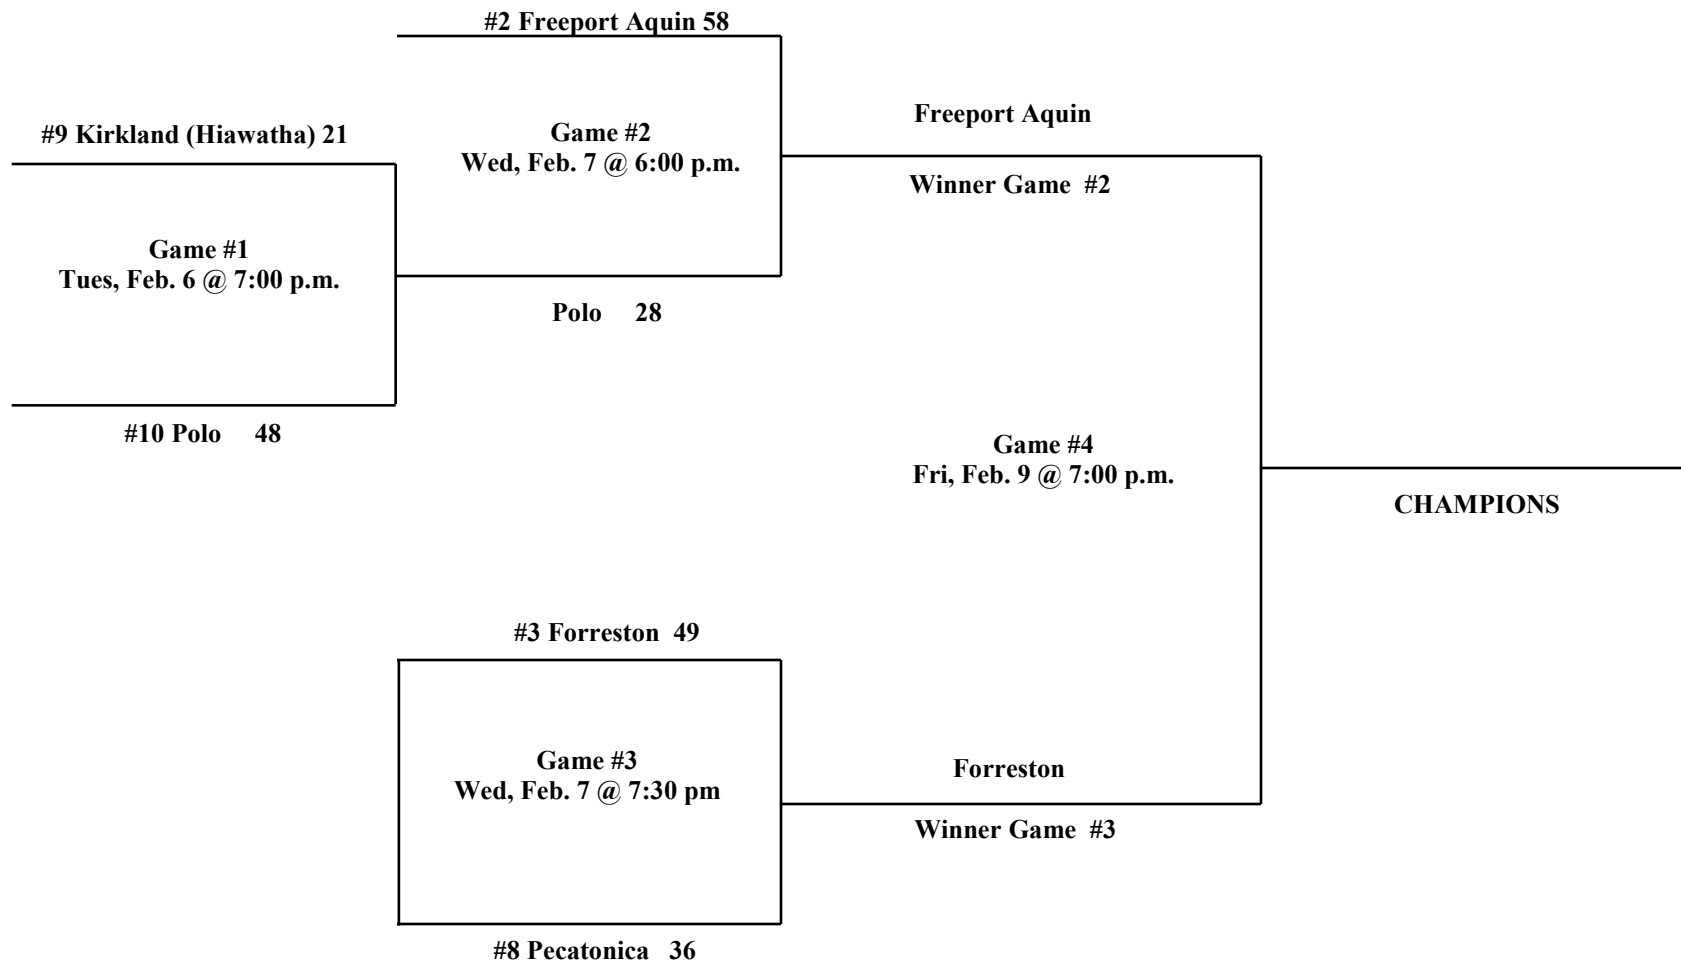 #2 Freeport Aquin 58
#9 Kirkland (Hiawatha) 21
Game #2
Wed, Feb. 7 @ 6:00 p.m.
Freeport Aquin
Winner Game #2
Game #1
Tues, Feb. 6 @ 7:00 p.m.
Polo 28
#10 Polo 48
Game #4
Fri, Feb. 9 @ 7:00 p.m.
CHAMPIONS
#3 Forreston 49
Game #3
Wed, Feb. 7 @ 7:30 pm
Forreston
Winner Game #3
#8 Pecatonica 36